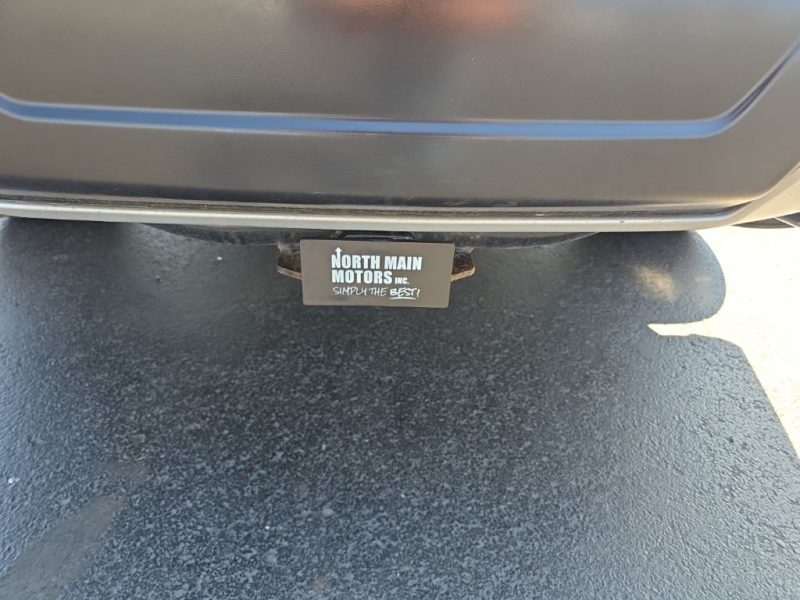 NORTH MAIN
MOTORS INC.
SIMPLY THE BEST!